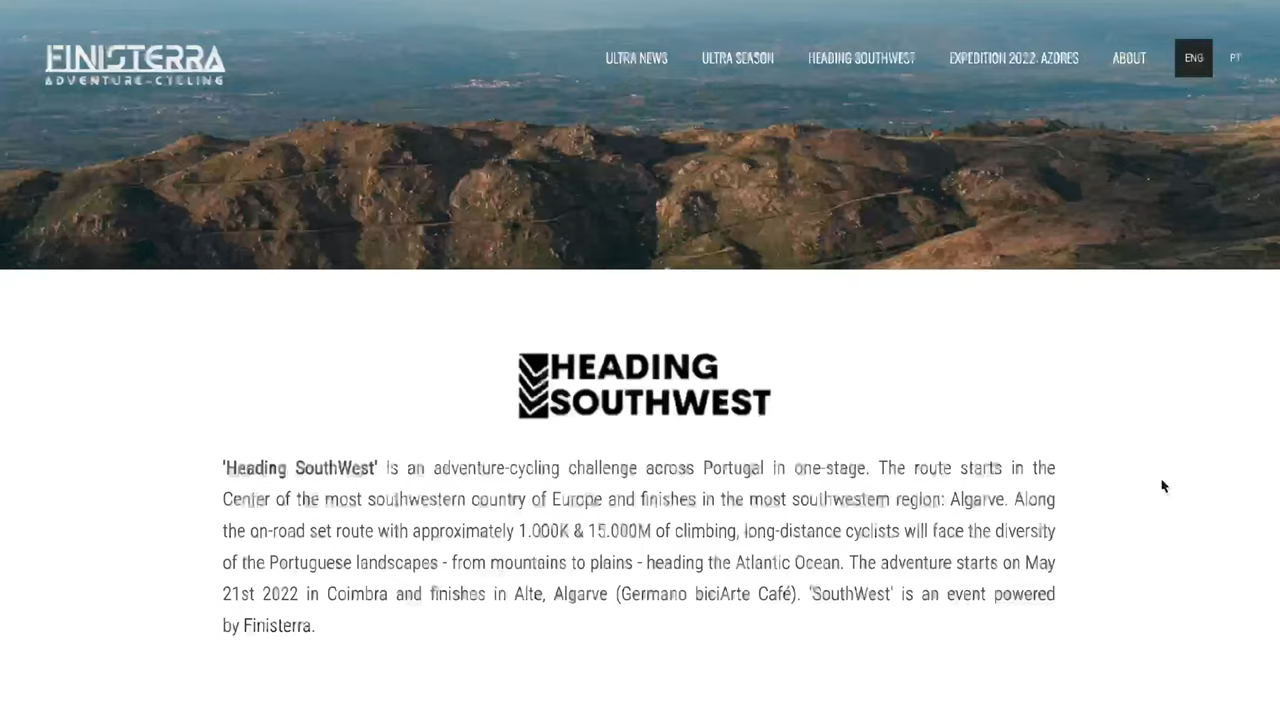 FINISTERRA
ADVENTURE-CYCLING
ULTRA NEWS
ULTRA SEASON
HEADING SOUTHWEST
EXPEDITION 2022: AZORES
ABOUT
ENG
PT
HEADING
SOUTHWEST
'Heading SouthWest' is an adventure-cycling challenge across Portugal in one-stage. The route starts in the
Center of the most southwestern country of Europe and finishes in the most southwestern region: Algarve. Along
the on-road set route with approximately 1.000K & 15.000M of climbing, long-distance cyclists will face the diversity
of the Portuguese landscapes - from mountains to plains - heading the Atlantic Ocean. The adventure starts on May
21st 2022 in Coimbra and finishes in Alte, Algarve (Germano biciArte Café). 'SouthWest' is an event powered
by Finisterra.